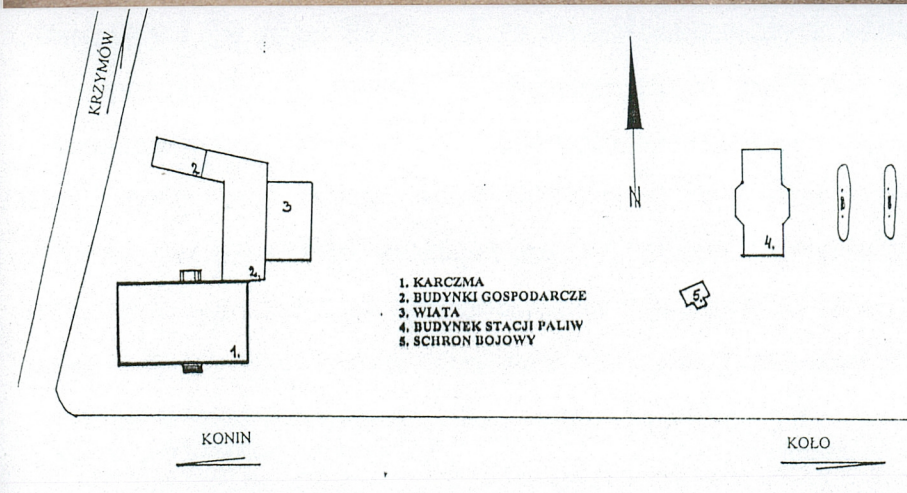 KRZYMÓW
2
3
N
4.
2.
5.
1. KARCZMA
2. BUDYNKI GOSPODARCZE
3. WIATA
4. BUDYNEK STACJI PALIW
5. SCHRON BOJOWY
1.
KONIN
KOŁO